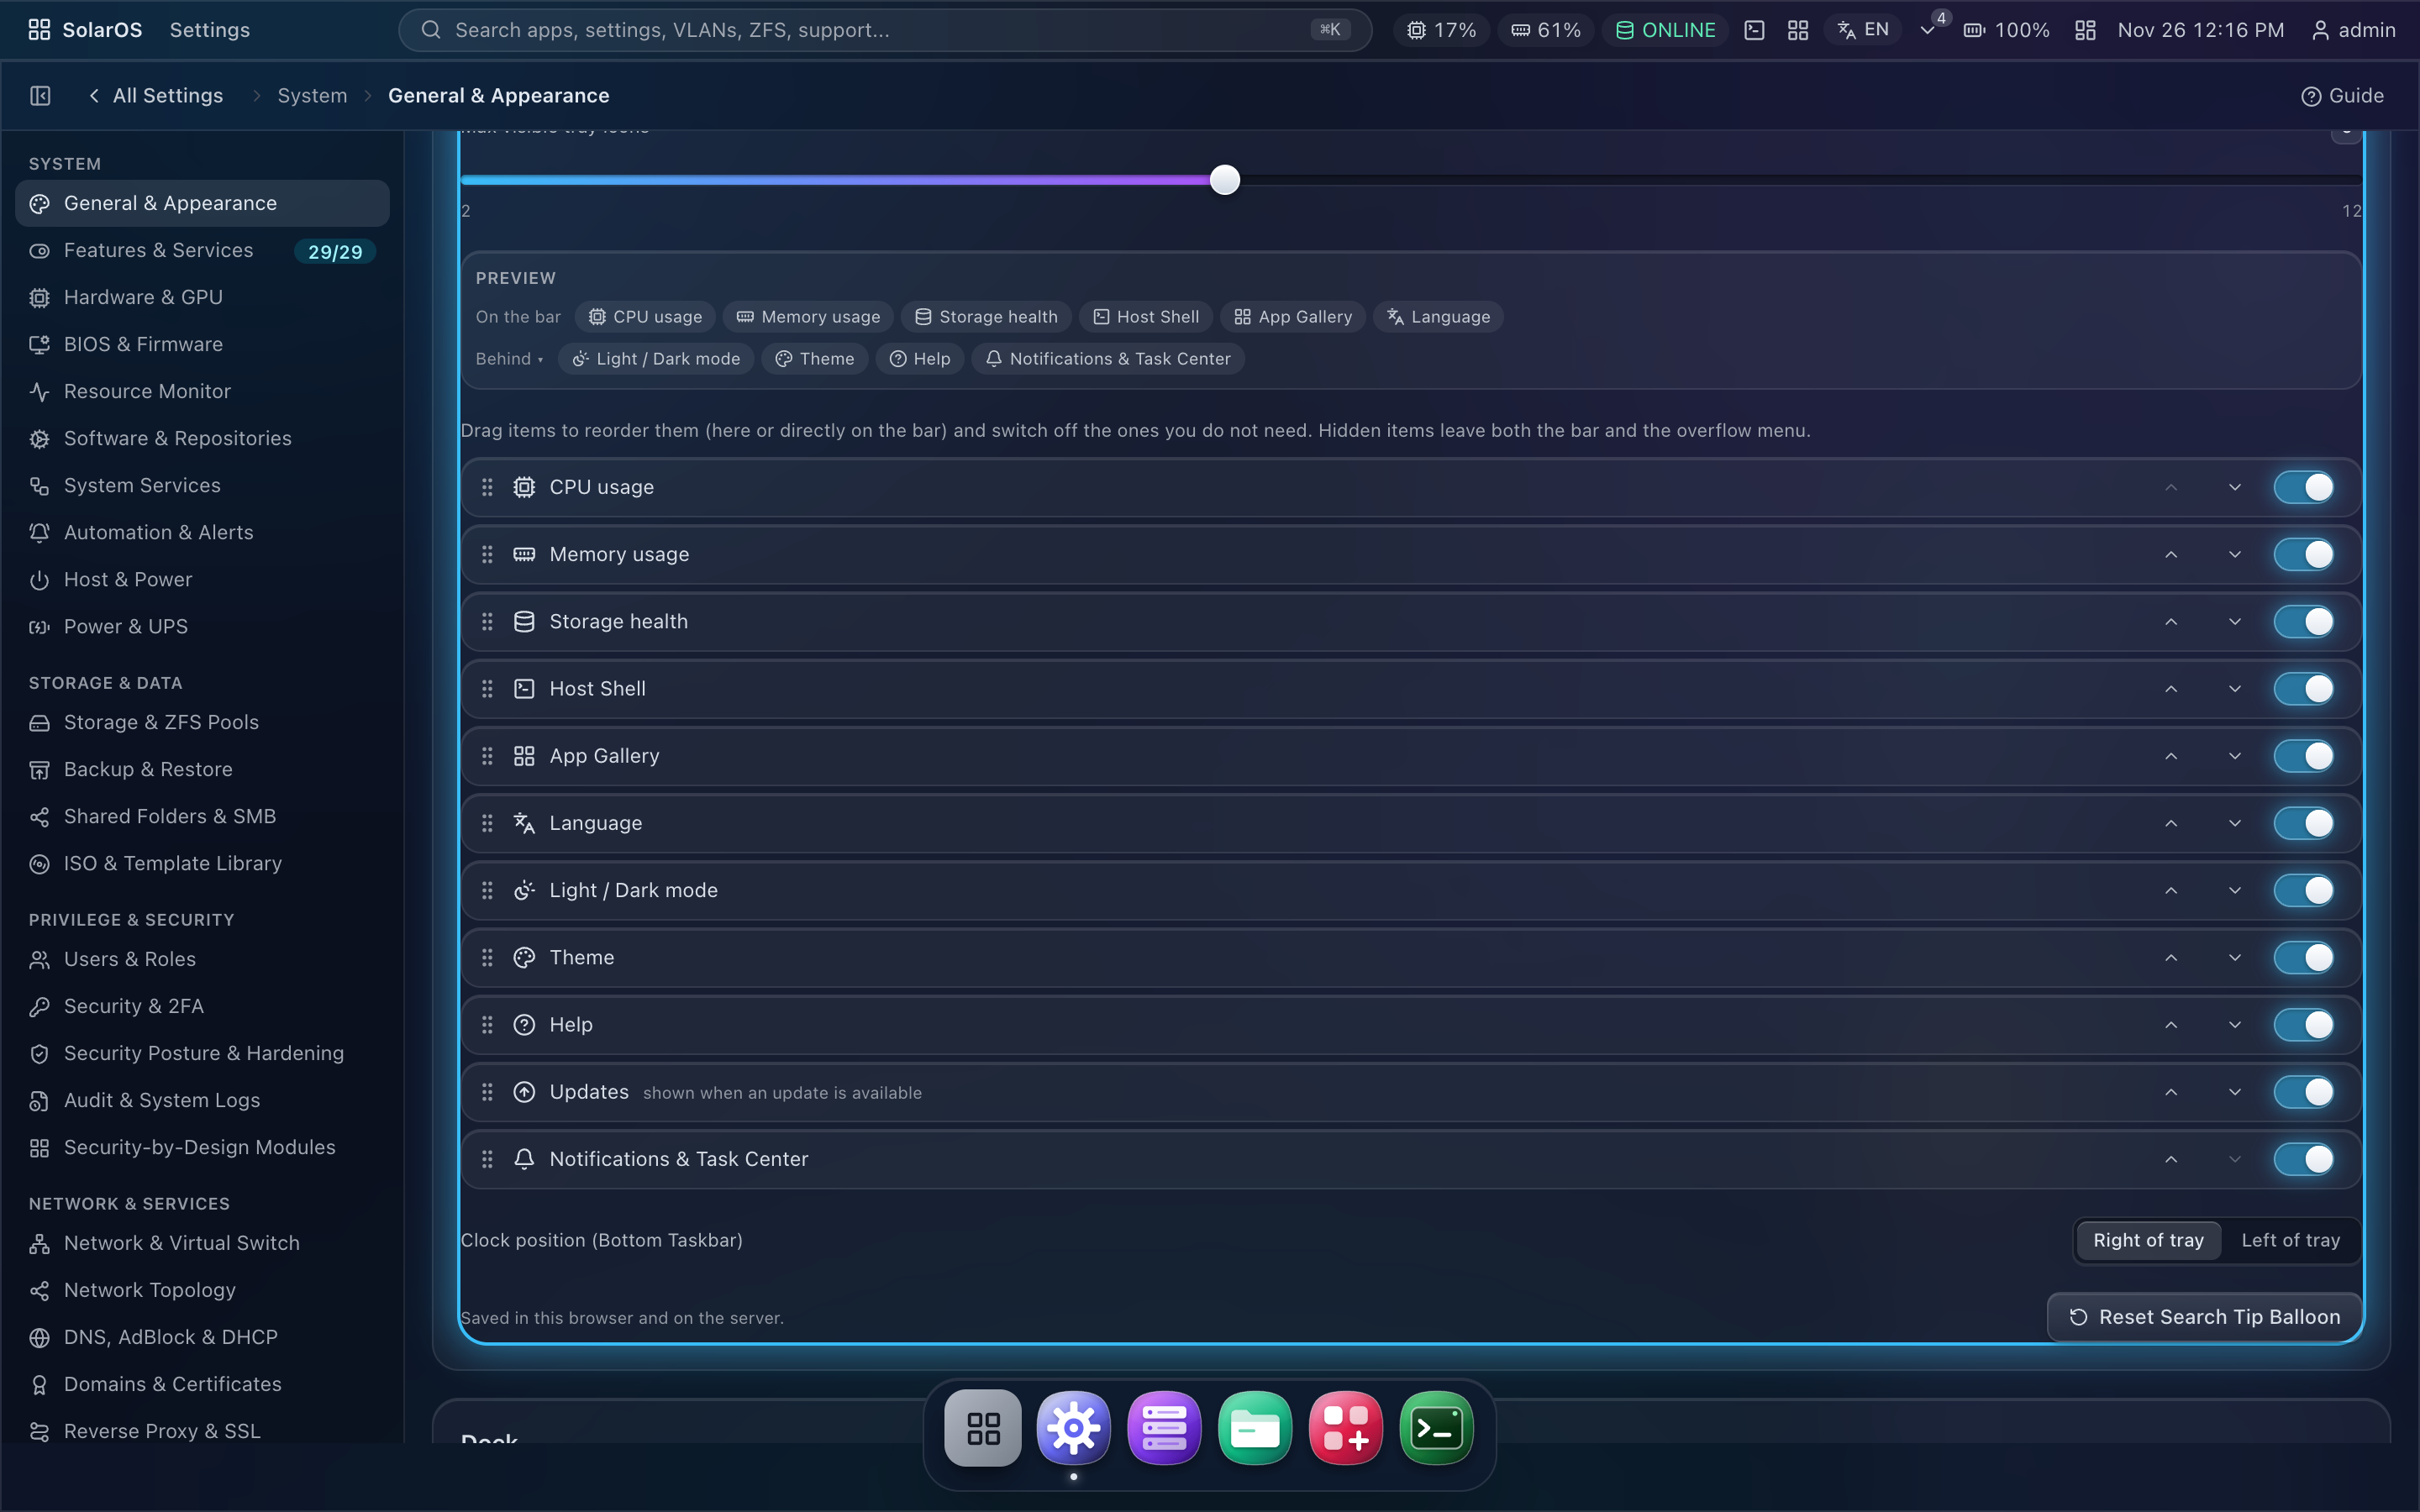 SolarOS Settings Search apps, settings, VLANs, ZFS, support... ⌘K 17% 61% ONLINE EN 4 100% Nov 26 12:16 PM admin
All Settings System General & Appearance Guide
SYSTEM
General & Appearance
Features & Services 29/29
Hardware & GPU
BIOS & Firmware
Resource Monitor
Software & Repositories
System Services
Automation & Alerts
Host & Power
Power & UPS
STORAGE & DATA
Storage & ZFS Pools
Backup & Restore
Shared Folders & SMB
ISO & Template Library
PRIVILEGE & SECURITY
Users & Roles
Security & 2FA
Security Posture & Hardening
Audit & System Logs
Security-by-Design Modules
NETWORK & SERVICES
Network & Virtual Switch
Network Topology
DNS, AdBlock & DHCP
Domains & Certificates
Reverse Proxy & SSL
2 12
PREVIEW
On the bar CPU usage Memory usage Storage health Host Shell App Gallery Language
Behind Light / Dark mode Theme Help Notifications & Task Center
Drag items to reorder them (here or directly on the bar) and switch off the ones you do not need. Hidden items leave both the bar and the overflow menu.
CPU usage
Memory usage
Storage health
Host Shell
App Gallery
Language
Light / Dark mode
Theme
Help
Updates shown when an update is available
Notifications & Task Center
Clock position (Bottom Taskbar) Right of tray Left of tray
Saved in this browser and on the server. Reset Search Tip Balloon
Dock